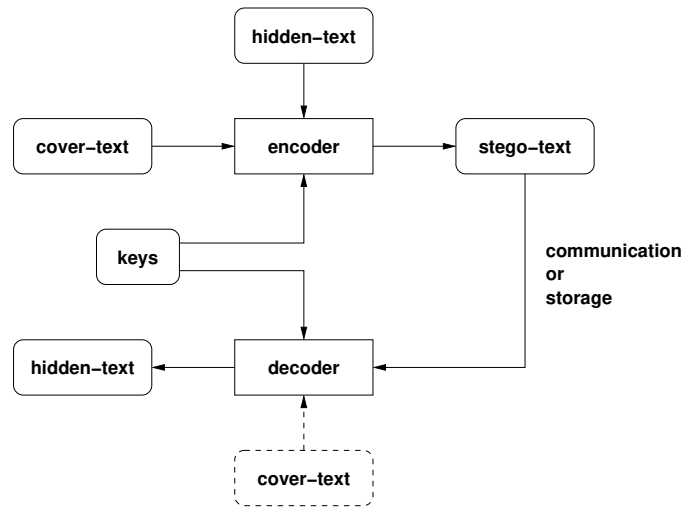 hidden−text
cover−text
encoder
stego−text
keys
communication
or
storage
hidden−text
decoder
cover−text